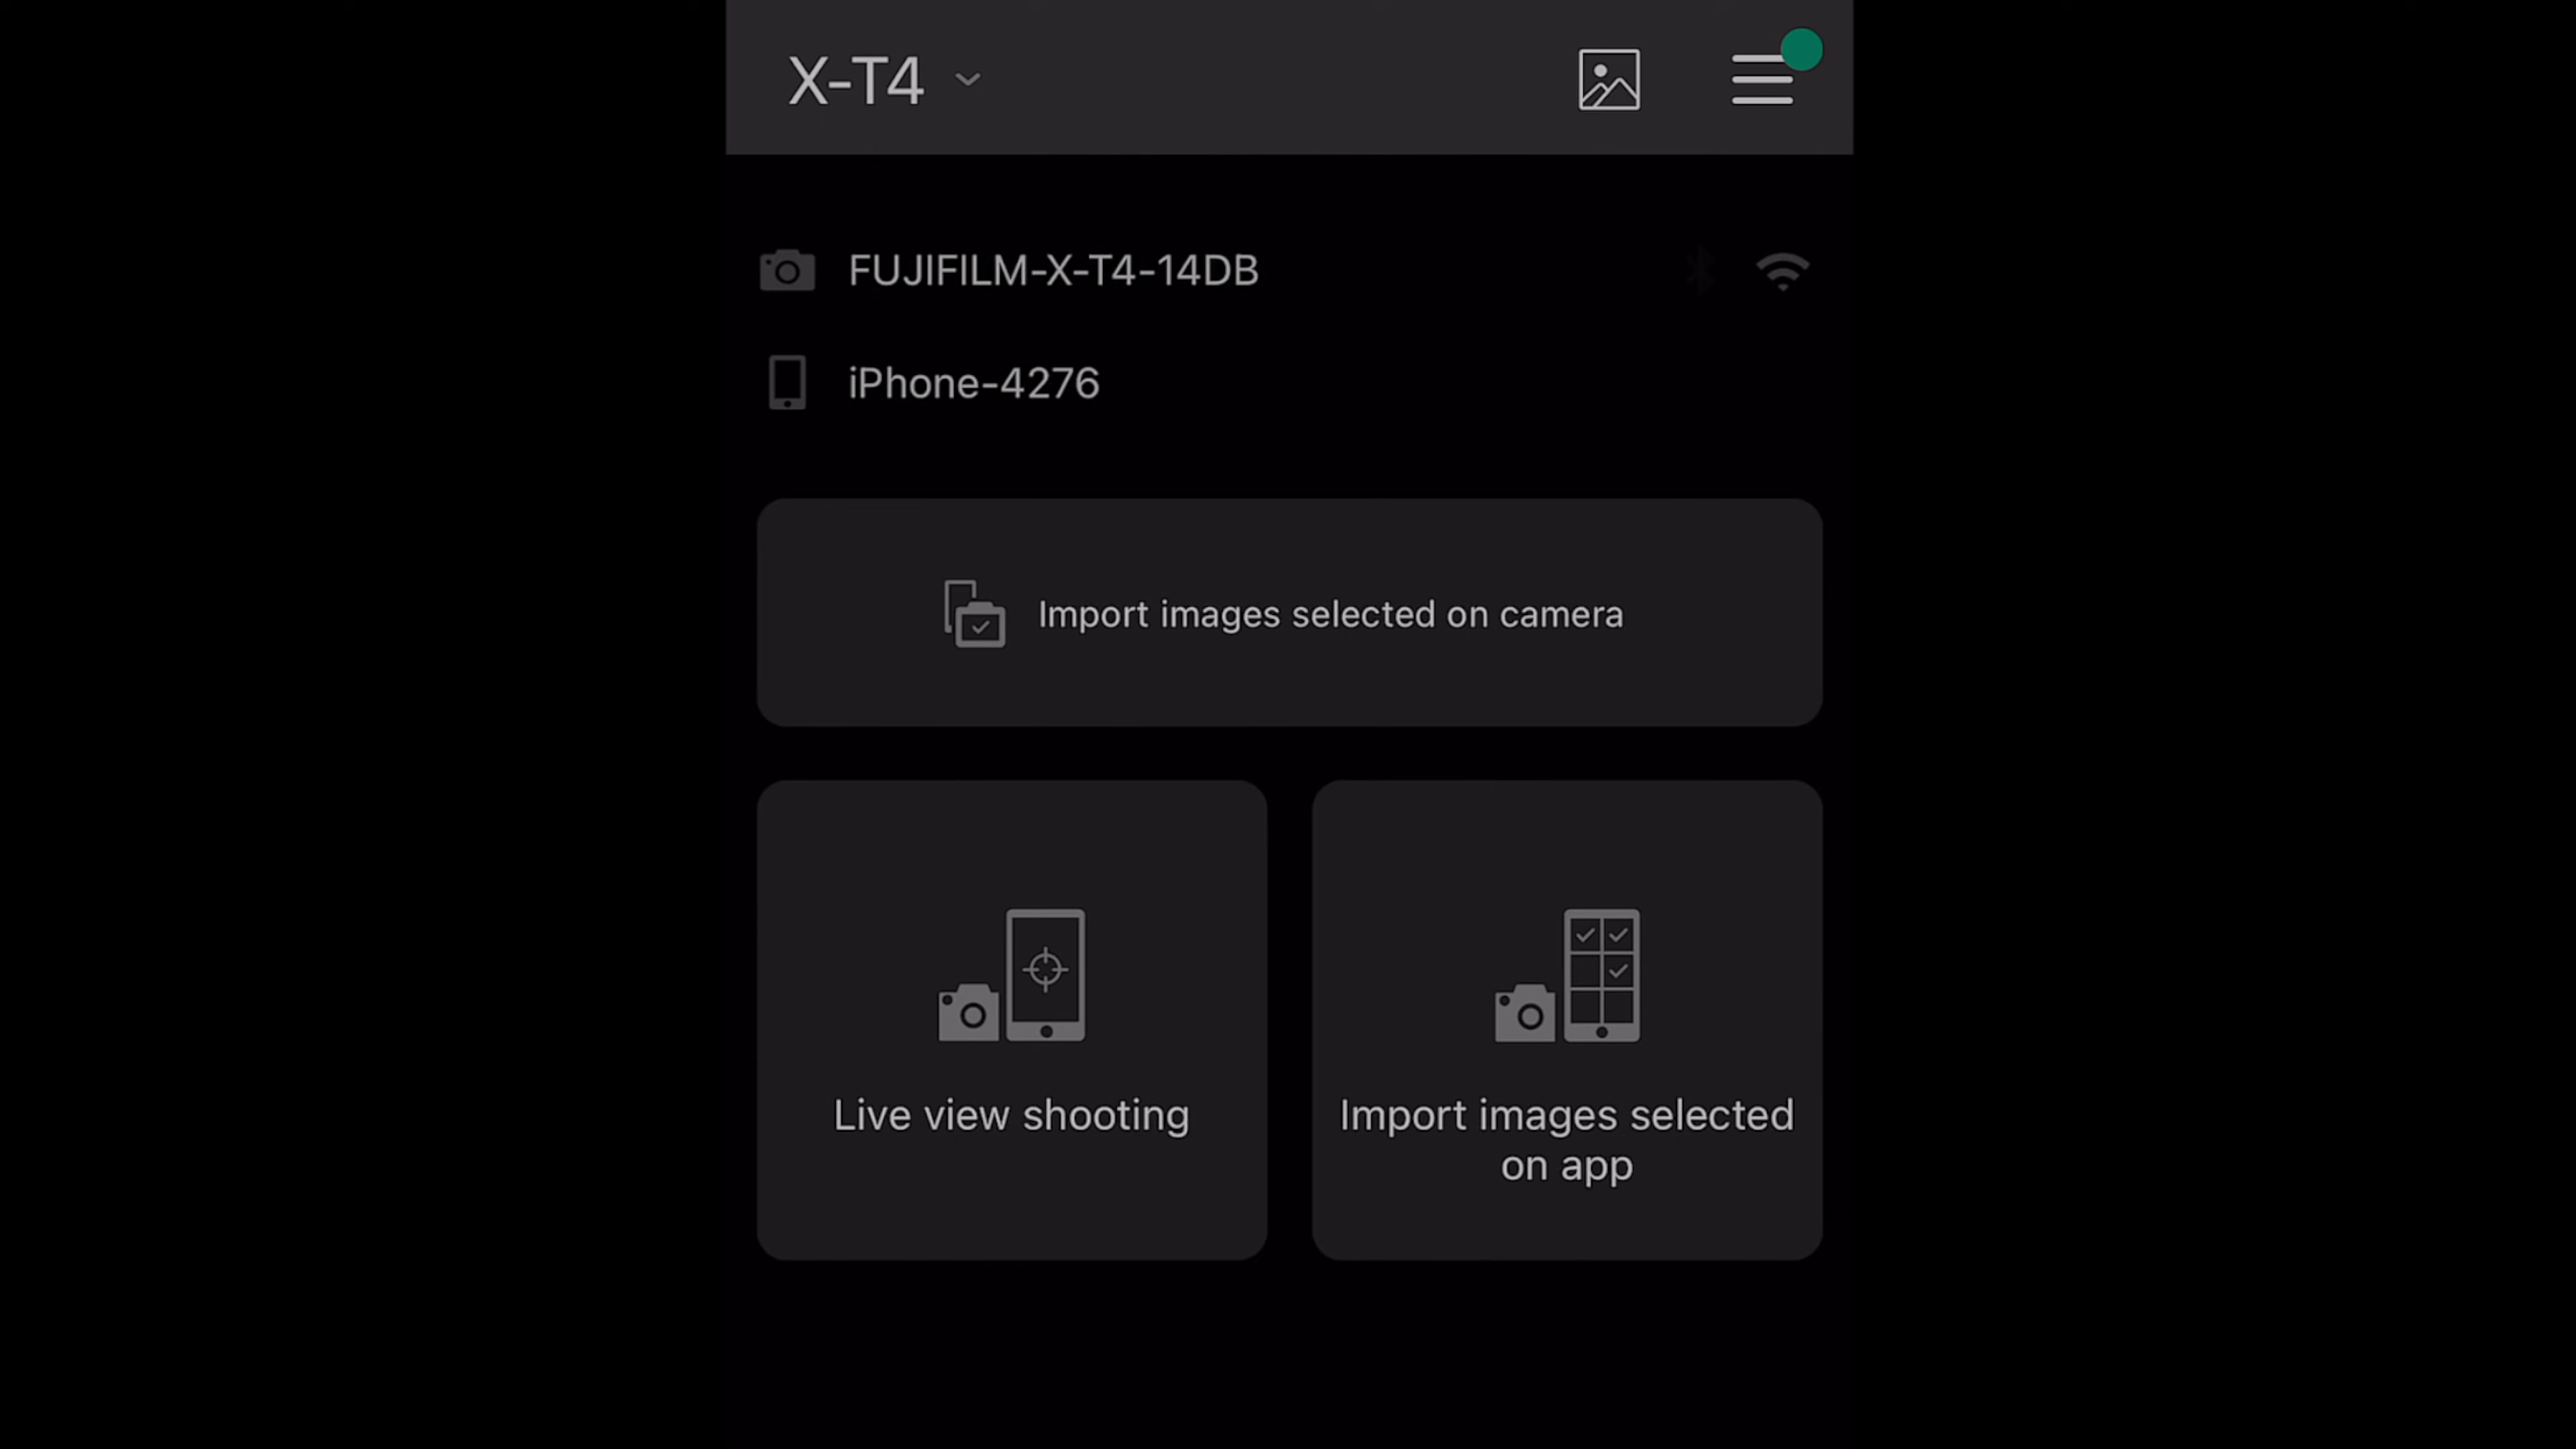 X-T4
FUJIFILM-X-T4-14DB
iPhone-4276
Import images selected on camera
Live view shooting
Import images selected
on app